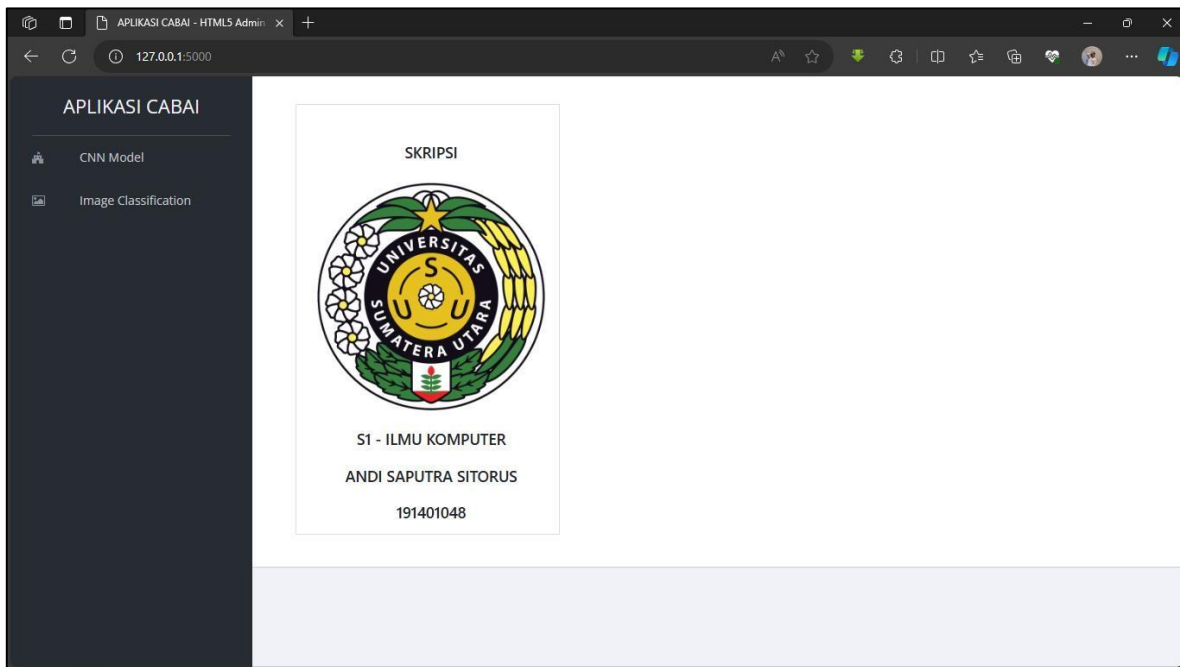 APLIKASI CABAI - HTML5 Admin
127.0.0.1:5000
APLIKASI CABAI
CNN Model
Image Classification
SKRIPSI
UNIVERSITAS
SUMATERA UTARA
S
U U
S1 - ILMU KOMPUTER
ANDI SAPUTRA SITORUS
191401048